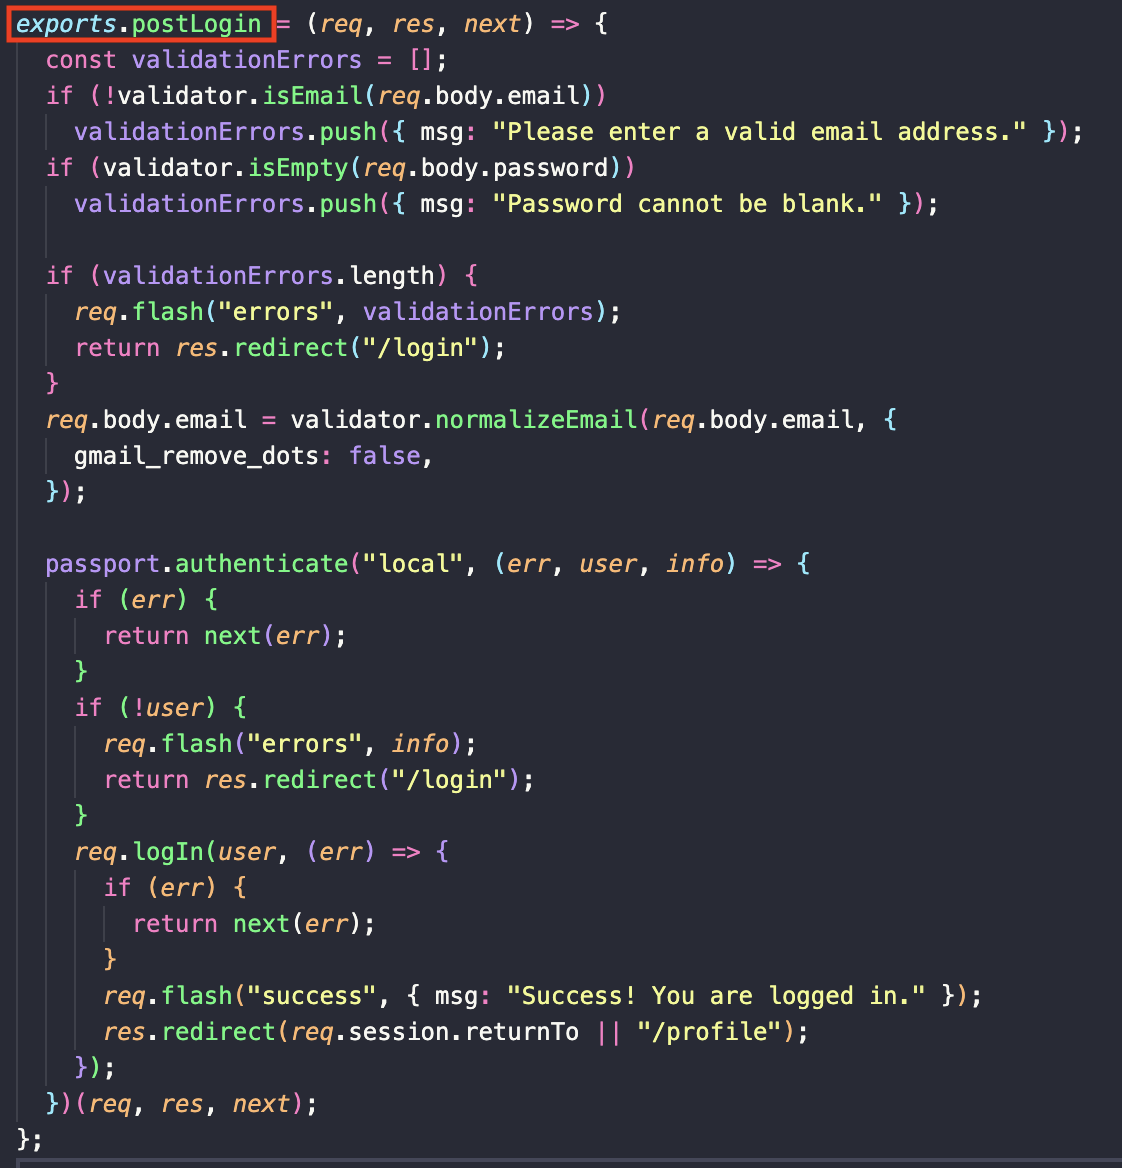 exports.postLogin = (req, res, next) => {
  const validationErrors = [];
  if (!validator.isEmail(req.body.email))
    validationErrors.push({ msg: "Please enter a valid email address." });
  if (validator.isEmpty(req.body.password))
    validationErrors.push({ msg: "Password cannot be blank." });

  if (validationErrors.length) {
    req.flash("errors", validationErrors);
    return res.redirect("/login");
  }
  req.body.email = validator.normalizeEmail(req.body.email, {
    gmail_remove_dots: false,
  });

  passport.authenticate("local", (err, user, info) => {
    if (err) {
      return next(err);
    }
    if (!user) {
      req.flash("errors", info);
      return res.redirect("/login");
    }
    req.logIn(user, (err) => {
      if (err) {
        return next(err);
      }
      req.flash("success", { msg: "Success! You are logged in." });
      res.redirect(req.session.returnTo || "/profile");
    });
  })(req, res, next);
};